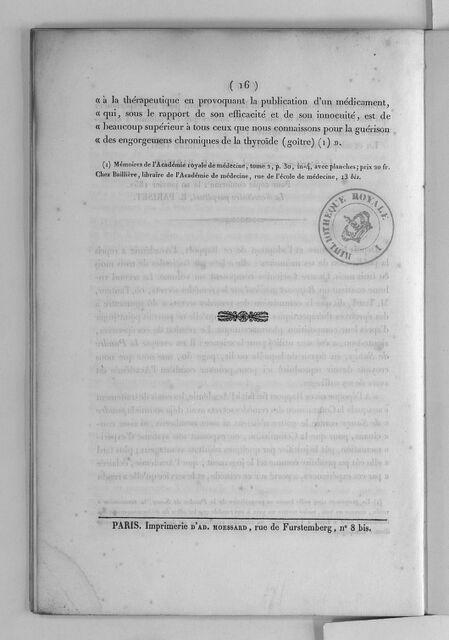 ( 16 )
« à la thérapeutique en provoquant la publication d'un médicament,
« qui, sous le rapport de son efficacité et de son innocuité, est de
« beaucoup supérieur à tous ceux que nous connaissons pour la guérison
« des engorgemens chroniques de la thyroïde (goître) (1) ».
(1) Mémoires de l'Académie royale de médecine, tome 2, p. 30, in-4, avec planches; prix 20 fr.
Chez Baillière, libraire de l'Académie de médecine, rue de l'école de médecine, 13 bis.
BIBLIOTHEQUE ROYALE
PARIS. Imprimerie D'AD. MOESSARD, rue de Furstemberg, n° 8 bis.